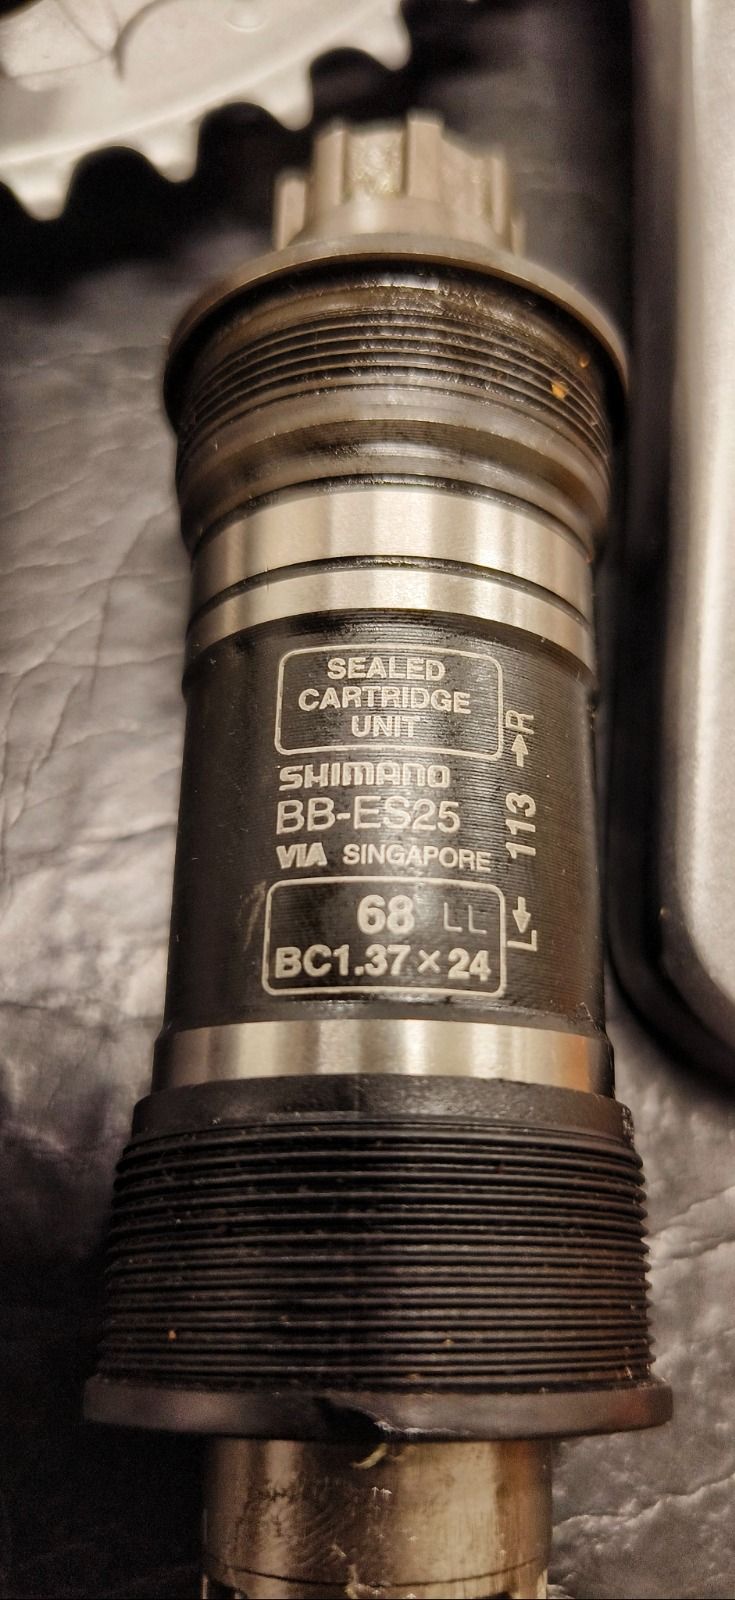 SEALED
CARTRIDGE
UNIT
SHIMANO
BB-ES25
VIA SINGAPORE
68 LL
BC1.37×24
L← 113 →R